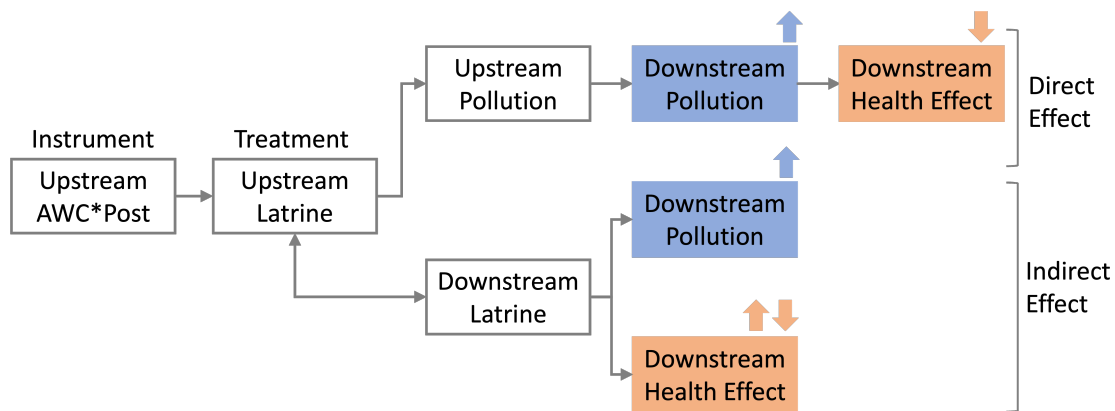 Instrument
Upstream
AWC*Post
Treatment
Upstream
Latrine
Upstream
Pollution
Downstream
Pollution
Downstream
Health Effect
Direct
Effect
Downstream
Latrine
Downstream
Pollution
Downstream
Health Effect
Indirect
Effect